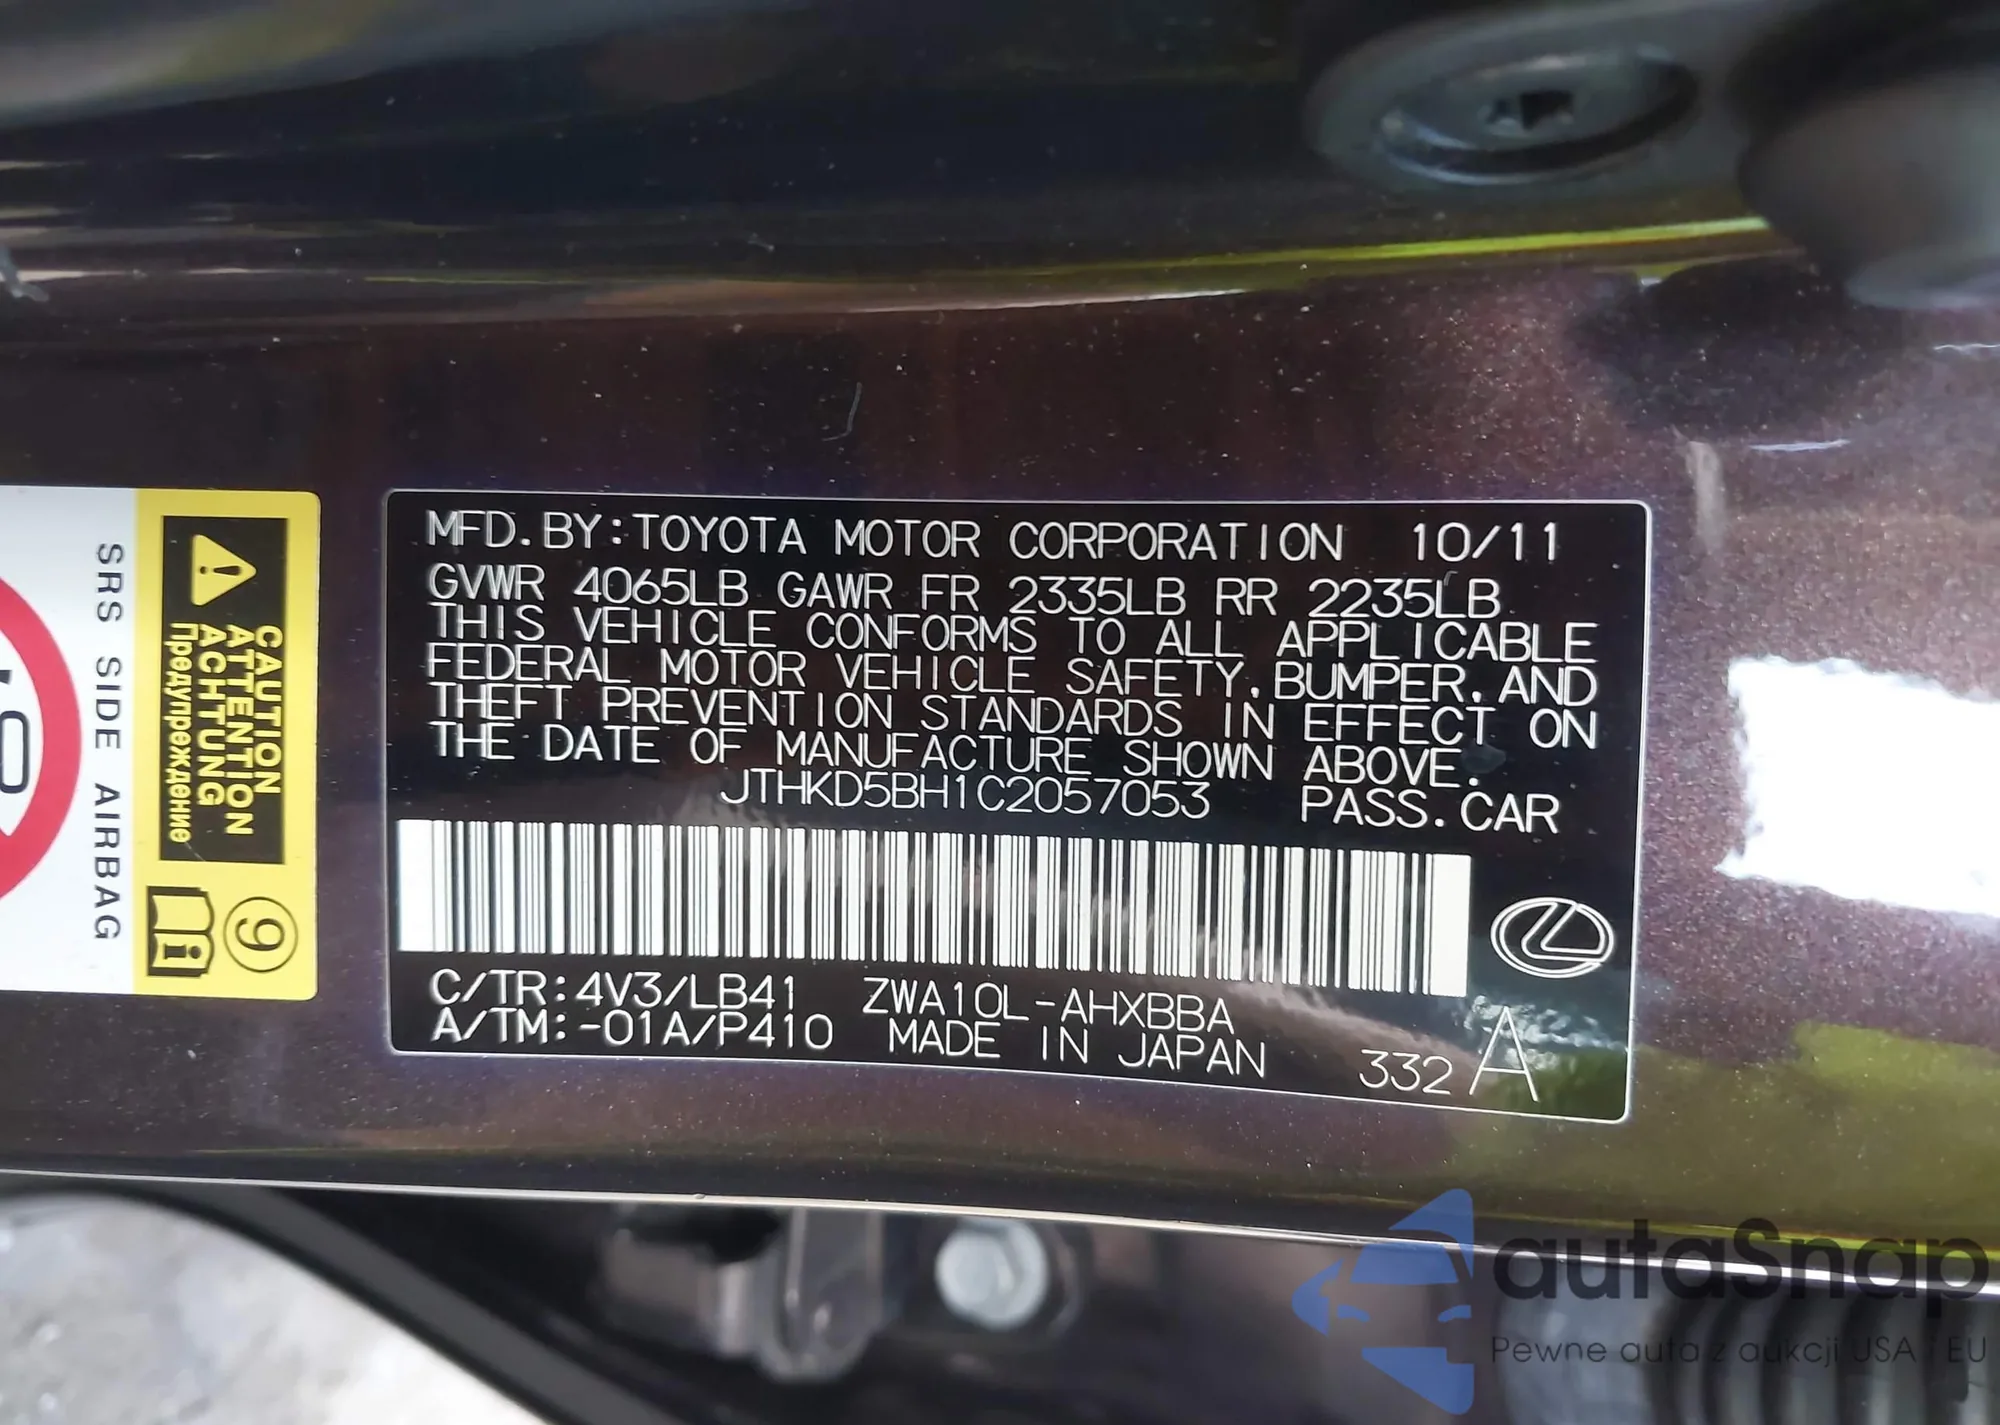 MFD. BY: TOYOTA MOTOR CORPORATION 10/11
GVWR 4065LB GAWR FR 2335LB RR 2235LB
THIS VEHICLE CONFORMS TO ALL APPLICABLE
FEDERAL MOTOR VEHICLE SAFETY, BUMPER, AND
THEFT PREVENTION STANDARDS IN EFFECT ON
THE DATE OF MANUFACTURE SHOWN ABOVE.
JTHKD5BH1C2057053 PASS. CAR
C/TR: 4V3/LB41 ZWA10L-AHXBBA
A/TM: -01A/P410 MADE IN JAPAN 332 A
CAUTION
ATTENTION
ACHTUNG
Предупреждение
9
SRS SIDE AIRBAG
autaSnap
Pewne auta z aukcji USA i EU